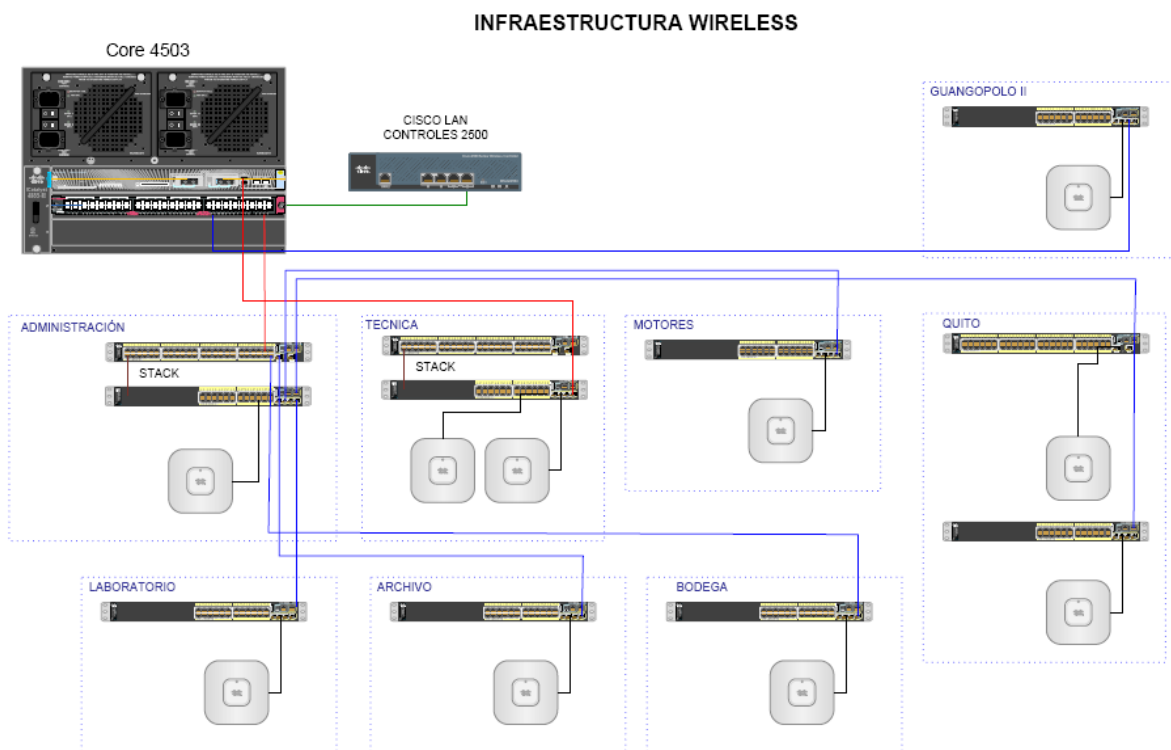 INFRAESTRUCTURA WIRELESS
Core 4503
CISCO LAN
CONTROLES 2500
GUANGOPOLO II
ADMINISTRACIÓN
STACK
TECNICA
STACK
MOTORES
QUITO
LABORATORIO
ARCHIVO
BODEGA